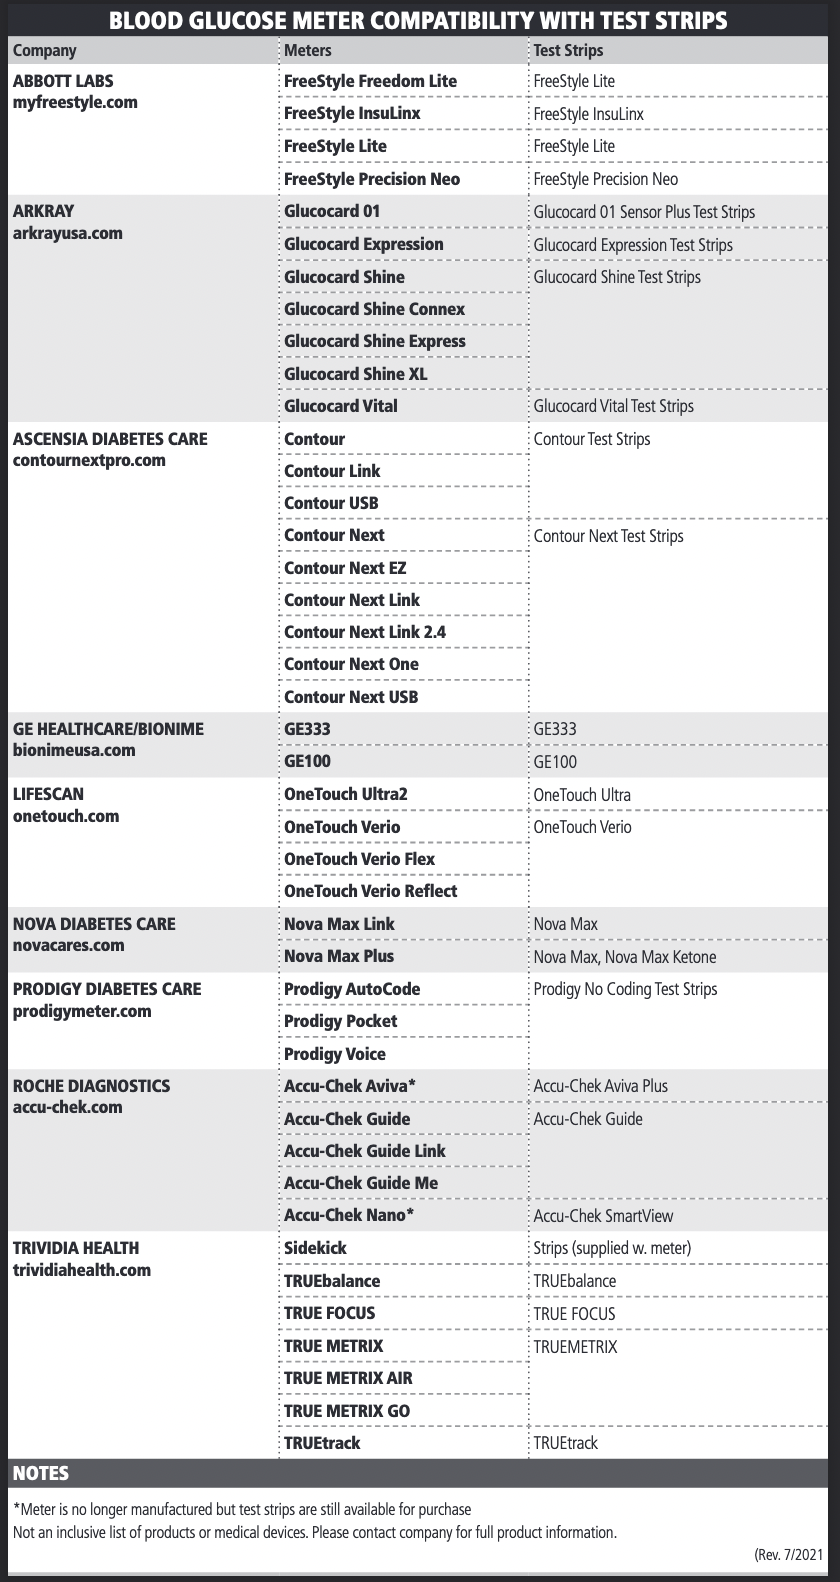 BLOOD GLUCOSE METER COMPATIBILITY WITH TEST STRIPS
Company Meters Test Strips
ABBOTT LABS FreeStyle Freedom Lite FreeStyle Lite
myfreestyle.com
FreeStyle InsuLinx FreeStyle InsuLinx
FreeStyle Lite FreeStyle Lite
FreeStyle Precision Neo FreeStyle Precision Neo
ARKRAY Glucocard 01 Glucocard 01 Sensor Plus Test Strips
arkrayusa.com
Glucocard Expression Glucocard Expression Test Strips
Glucocard Shine Glucocard Shine Test Strips
Glucocard Shine Connex
Glucocard Shine Express
Glucocard Shine XL
Glucocard Vital Glucocard Vital Test Strips
ASCENSIA DIABETES CARE Contour Contour Test Strips
contournextpro.com
Contour Link
Contour USB
Contour Next Contour Next Test Strips
Contour Next EZ
Contour Next Link
Contour Next Link 2.4
Contour Next One
Contour Next USB
GE HEALTHCARE/BIONIME GE333 GE333
bionimeusa.com
GE100 GE100
LIFESCAN OneTouch Ultra2 OneTouch Ultra
onetouch.com
OneTouch Verio OneTouch Verio
OneTouch Verio Flex
OneTouch Verio Reflect
NOVA DIABETES CARE Nova Max Link Nova Max
novacares.com
Nova Max Plus Nova Max, Nova Max Ketone
PRODIGY DIABETES CARE Prodigy AutoCode Prodigy No Coding Test Strips
prodigymeter.com
Prodigy Pocket
Prodigy Voice
ROCHE DIAGNOSTICS Accu-Chek Aviva* Accu-Chek Aviva Plus
accu-chek.com
Accu-Chek Guide Accu-Chek Guide
Accu-Chek Guide Link
Accu-Chek Guide Me
Accu-Chek Nano* Accu-Chek SmartView
TRIVIDIA HEALTH Sidekick Strips (supplied w. meter)
trividiahealth.com
TRUEbalance TRUEbalance
TRUE FOCUS TRUE FOCUS
TRUE METRIX TRUEMETRIX
TRUE METRIX AIR
TRUE METRIX GO
TRUEtrack TRUEtrack
NOTES
*Meter is no longer manufactured but test strips are still available for purchase
Not an inclusive list of products or medical devices. Please contact company for full product information.
(Rev. 7/2021